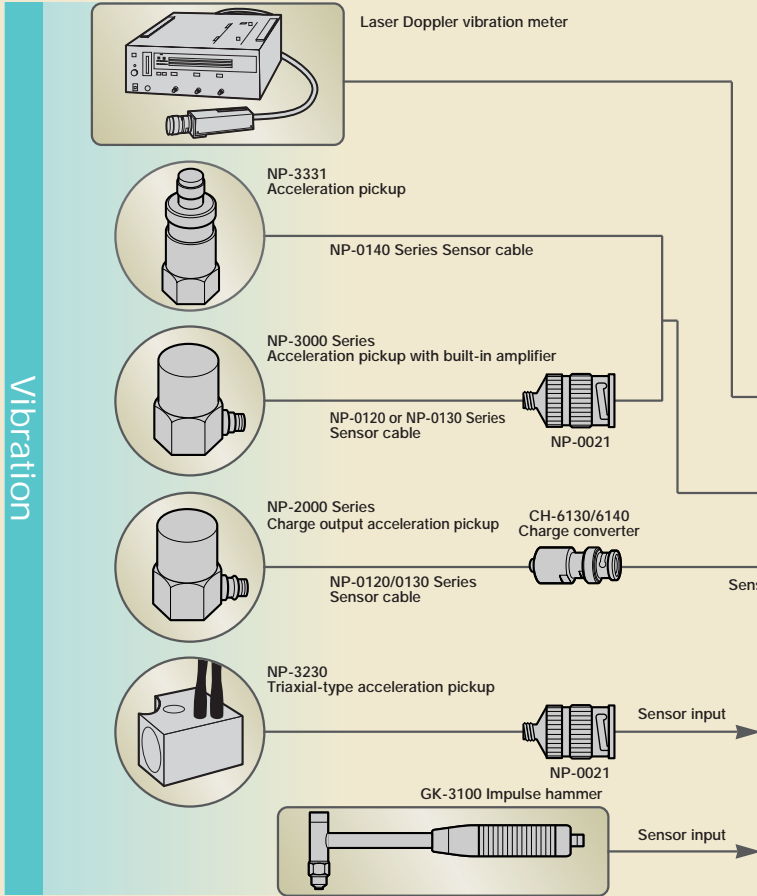 Laser Doppler vibration meter
NP-3331
Acceleration pickup
NP-0140 Series Sensor cable
NP-3000 Series
Acceleration pickup with built-in amplifier
NP-0120 or NP-0130 Series
Sensor cable
NP-0021
Vibration
NP-2000 Series
Charge output acceleration pickup
CH-6130/6140
Charge converter
NP-0120/0130 Series
Sensor cable
Sens
NP-3230
Triaxial-type acceleration pickup
Sensor input
NP-0021
GK-3100 Impulse hammer
Sensor input